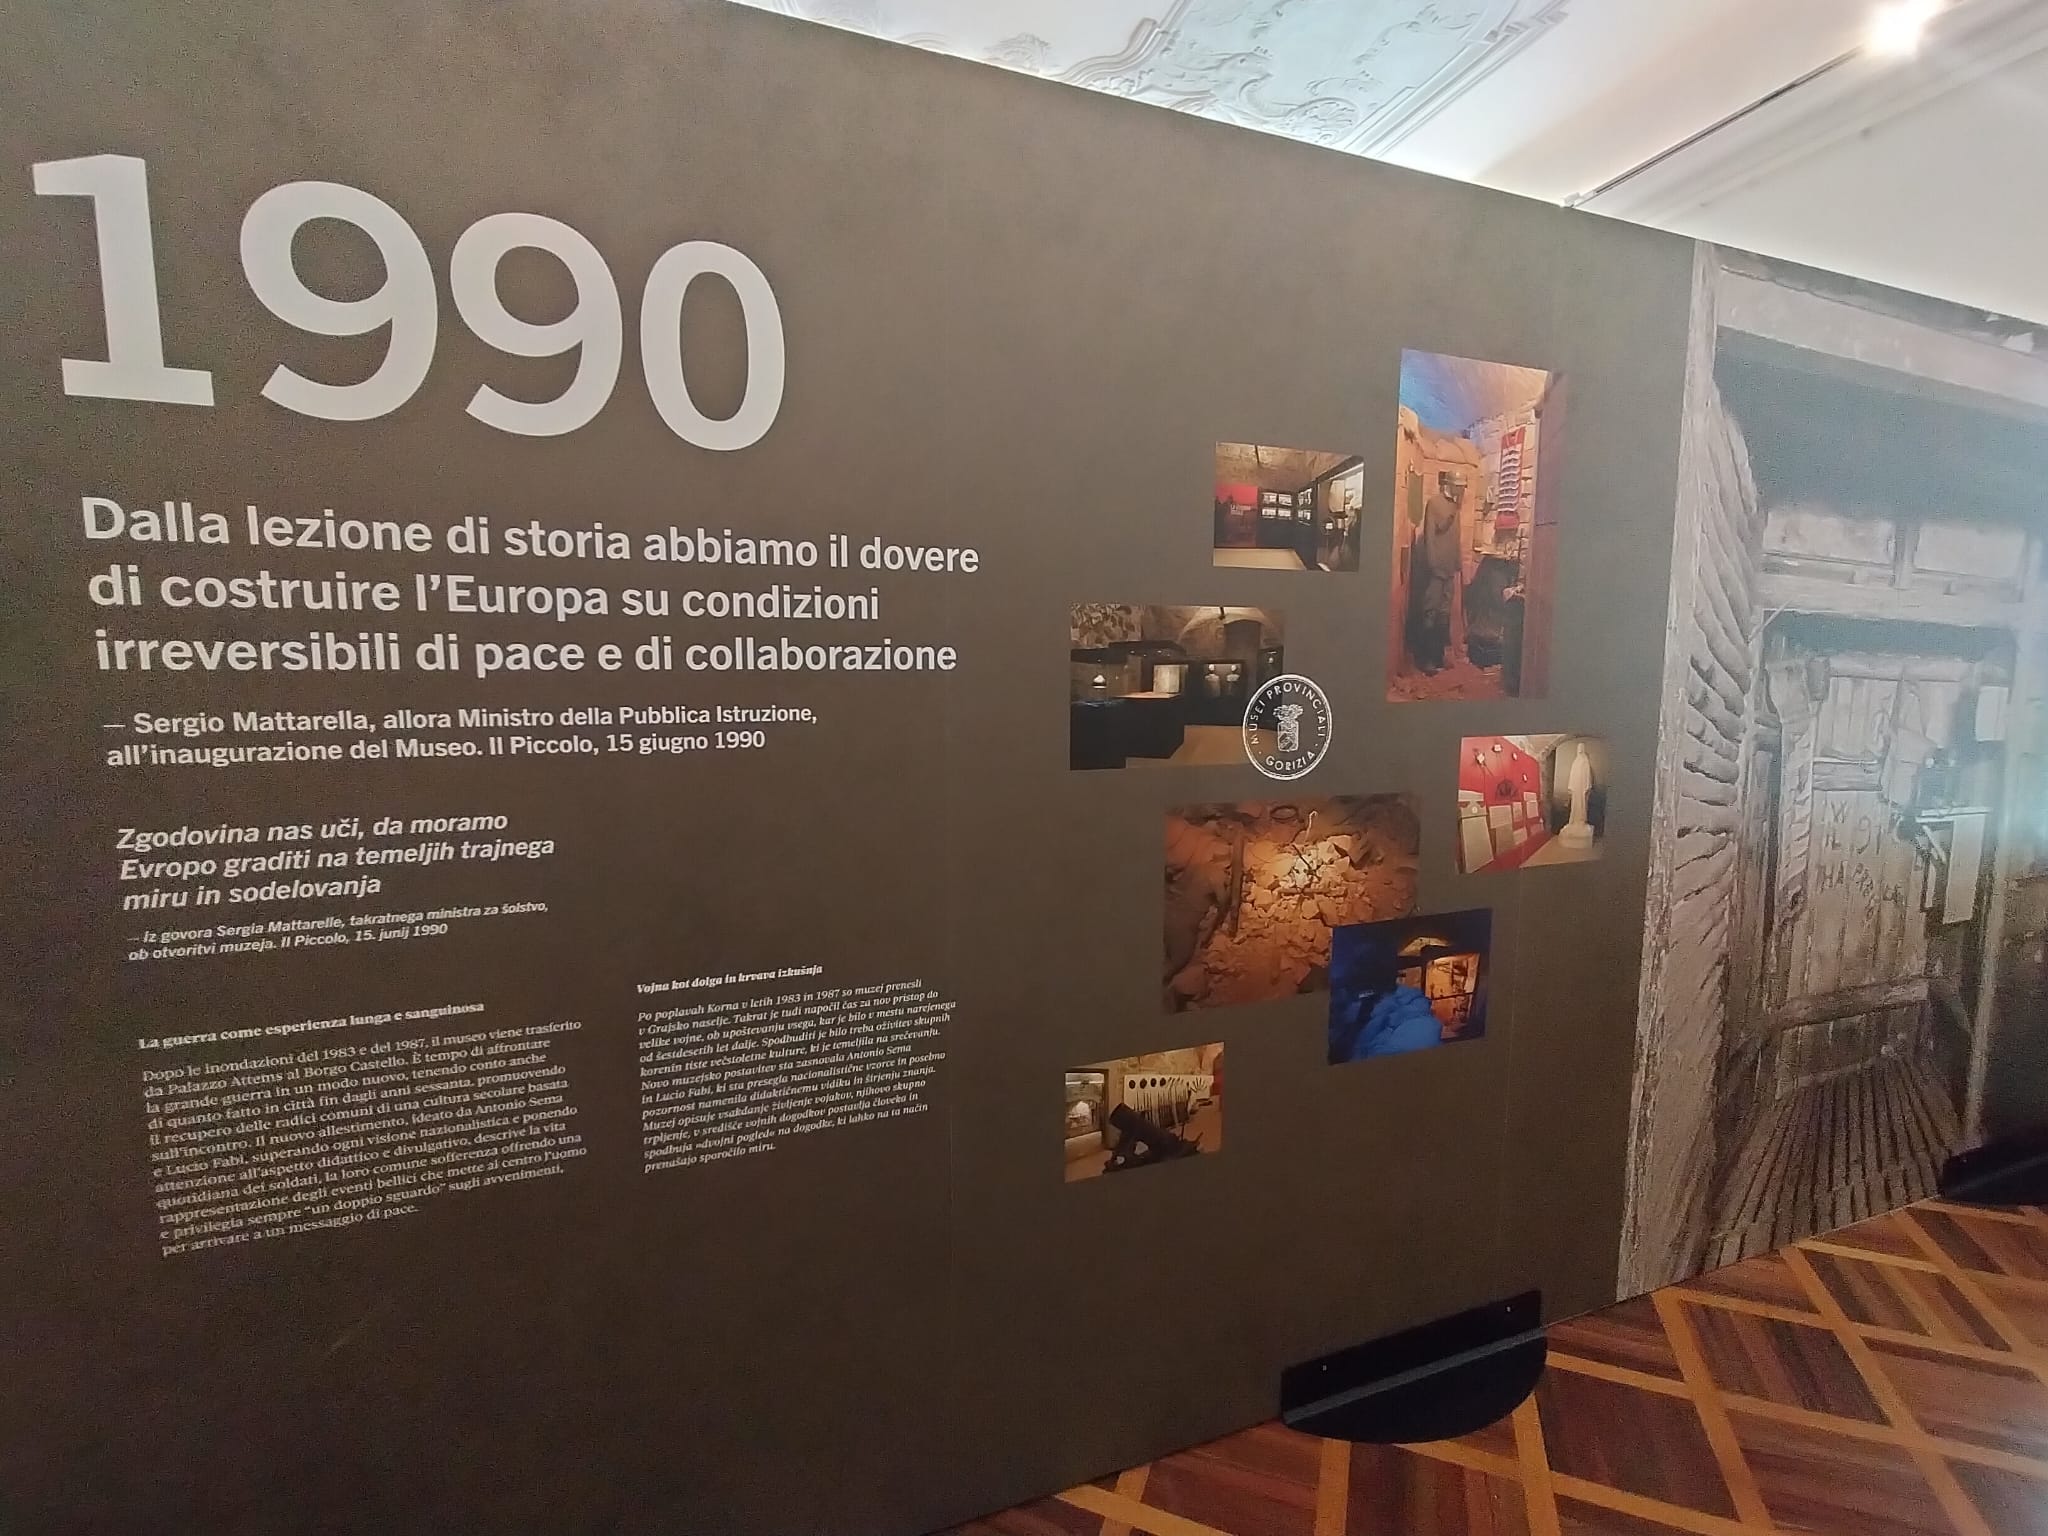 1990
Dalla lezione di storia abbiamo il dovere
di costruire l'Europa su condizioni
irreversibili di pace e di collaborazione
— Sergio Mattarella, allora Ministro della Pubblica Istruzione,
all'inaugurazione del Museo. Il Piccolo, 15 giugno 1990
Zgodovina nas uči, da moramo
Evropo graditi na temeljih trajnega
miru in sodelovanja
— iz govora Sergia Mattarelle, takratnega ministra za šolstvo,
ob otvoritvi muzeja. Il Piccolo, 15. junij 1990
La guerra come esperienza lunga e sanguinosa
Dopo le inondazioni del 1983 e del 1987, il museo viene trasferito
da Palazzo Attems al Borgo Castello. È tempo di affrontare
la grande guerra in un modo nuovo, tenendo conto anche
di quanto fatto in città fin dagli anni sessanta, promuovendo
il recupero delle radici comuni di una cultura secolare basata
sull'incontro. Il nuovo allestimento, ideato da Antonio Sema
e Lucio Fabi, superando ogni visione nazionalistica e ponendo
attenzione all'aspetto didattico e divulgativo, descrive la vita
quotidiana dei soldati, la loro comune sofferenza offrendo una
rappresentazione degli eventi bellici che mette al centro l'uomo
e privilegia sempre "un doppio sguardo" sugli avvenimenti,
per arrivare a un messaggio di pace.
Vojna kot dolga in krvava izkušnja
Po poplavah Korna v letih 1983 in 1987 so muzej prenesli
v Grajsko naselje. Takrat je tudi napočil čas za nov pristop do
velike vojne, ob upoštevanju vsega, kar je bilo v mestu narejenega
od šestdesetih let dalje. Spodbuditi je bilo treba oživitev skupnih
korenin tiste večstoletne kulture, ki je temeljila na srečevanju.
Novo muzejsko postavitev sta zasnovala Antonio Sema
in Lucio Fabi, ki sta presegla nacionalistične vzorce in posebno
pozornost namenila didaktičnemu vidiku in širjenju znanja.
Muzej opisuje vsakdanje življenje vojakov, njihovo skupno
trpljenje, v središče vojnih dogodkov postavlja človeka in
spodbuja »dvojni pogled« na dogodke, ki lahko na ta način
prenašajo sporočilo miru.
MUSEI PROVINCIALI
GORIZIA